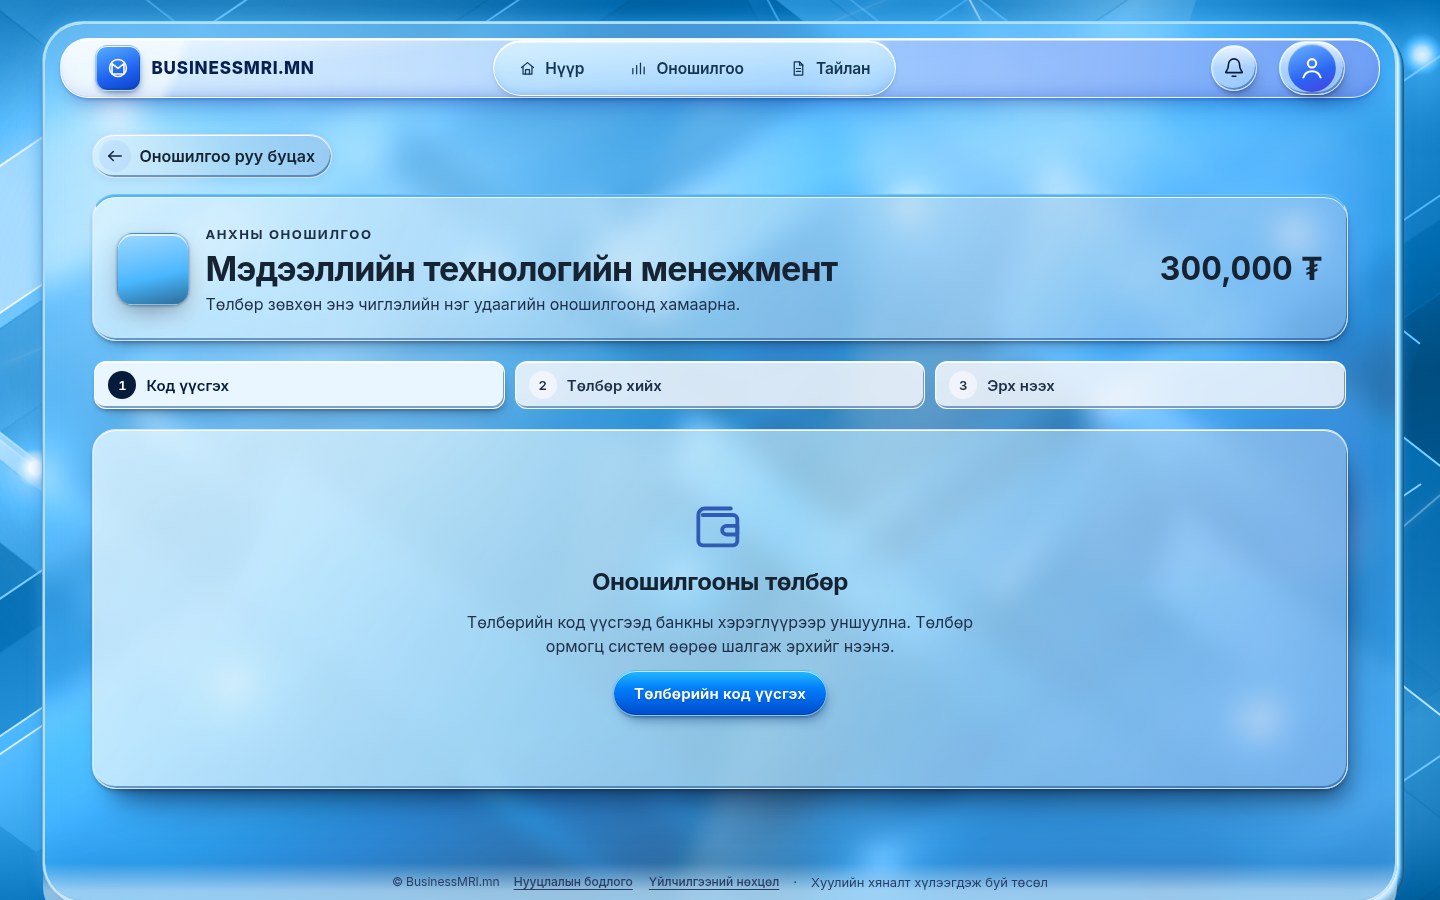 BUSINESSMRI.MN
Нүүр
Оношилгоо
Тайлан
Оношилгоо руу буцах
АНХНЫ ОНОШИЛГОО
Мэдээллийн технологийн менежмент
300,000 ₮
Төлбөр зөвхөн энэ чиглэлийн нэг удаагийн оношилгоонд хамаарна.
1 Код үүсгэх
2 Төлбөр хийх
3 Эрх нээх
Оношилгооны төлбөр
Төлбөрийн код үүсгээд банкны хэрэглүүрээр уншуулна. Төлбөр
ормогц систем өөрөө шалгаж эрхийг нээнэ.
Төлбөрийн код үүсгэх
© BusinessMRI.mn Нууцлалын бодлого Үйлчилгээний нөхцөл · Хуулийн хяналт хүлээгдэж буй төсөл